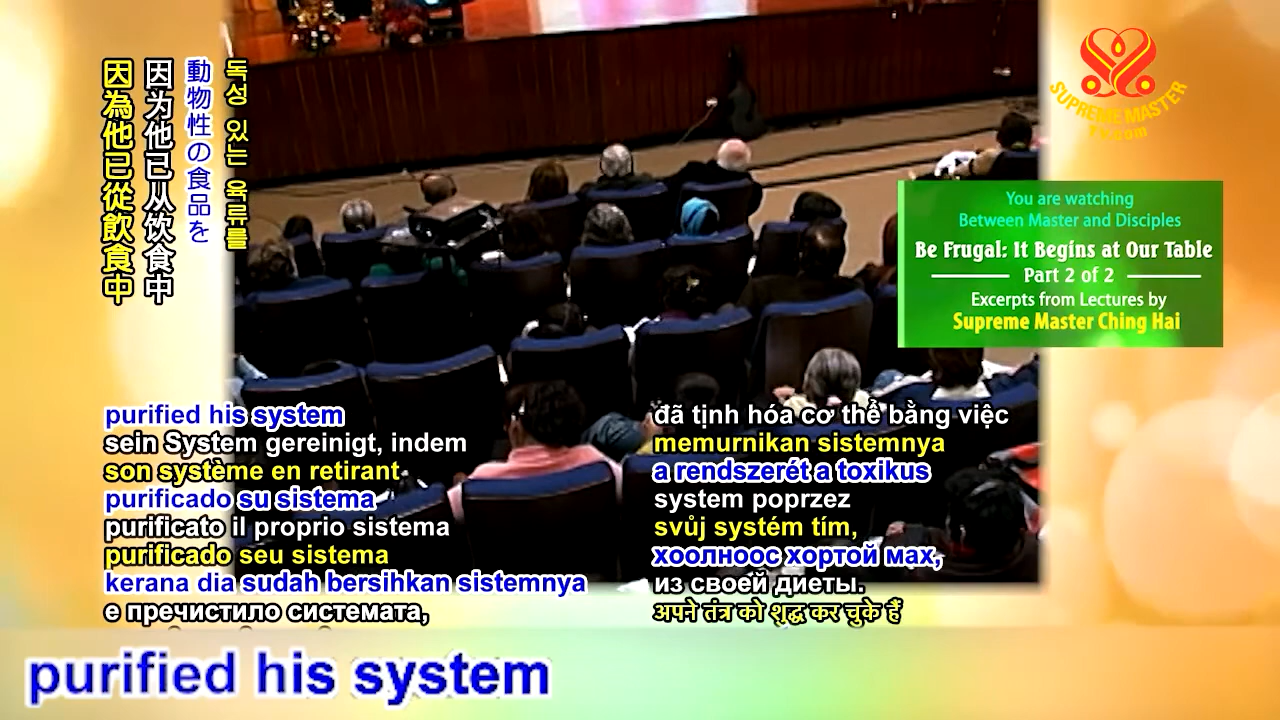 因為他已從飲食中
因为他已从饮食中
動物性の食品を
독성 있는 육류를
SUPREME MASTER
TV.com
You are watching
Between Master and Disciples
Be Frugal: It Begins at Our Table
Part 2 of 2
Excerpts from Lectures by
Supreme Master Ching Hai
purified his system
sein System gereinigt, indem
son système en retirant
purificado su sistema
purificato il proprio sistema
purificado seu sistema
kerana dia sudah bersihkan sistemnya
е пречистило системата,
đã tịnh hóa cơ thể bằng việc
memurnikan sistemnya
a rendszerét a toxikus
system poprzez
svůj systém tím,
хоолноос хортой мах,
из своей диеты.
अपने तंत्र को शुद्ध कर चुके हैं
purified his system